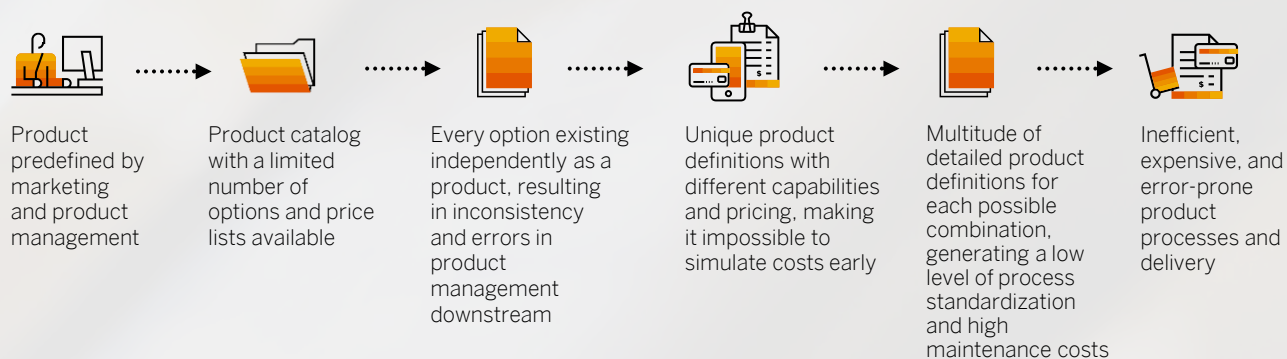 Product
predefined by
marketing
and product
management
Product catalog
with a limited
number of
options and price
lists available
Every option existing
independently as a
product, resulting
in inconsistency
and errors in
product
management
downstream
Unique product
definitions with
different capabilities
and pricing, making
it impossible to
simulate costs early
Multitude of
detailed product
definitions for
each possible
combination,
generating a low
level of process
standardization
and high
maintenance costs
Inefficient,
expensive, and
error-prone
product
processes and
delivery